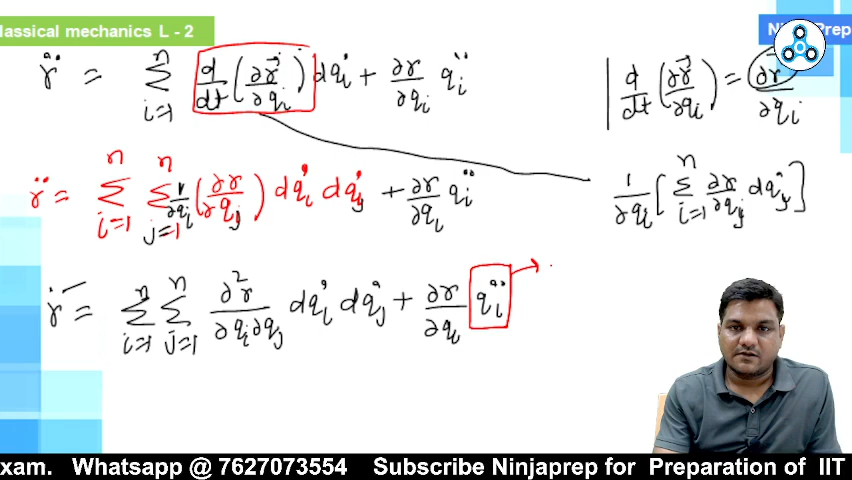 lassical mechanics L - 2
r̈ = Σ_{i=1}^{n} d/dt (∂r⃗/∂q_i) dq̇_i + ∂r/∂q_i q̈_i
| d/dt (∂r⃗/∂q_i) = ∂r/∂q_i
r̈ = Σ_{i=1}^{n} Σ_{j=1}^{n} 1/∂q_i (∂r/∂q_j) dq̇_i dq̇_j + ∂r/∂q_i q̈_i
1/∂q_i [Σ_{i=1}^{n} ∂r/∂q_j dq̇_j]
r̈ = Σ_{i=1}^{n} Σ_{j=1}^{n} ∂²r/∂q_i∂q_j dq̇_i dq̇_j + ∂r/∂q_i q̈_i
xam. Whatsapp @ 7627073554 Subscribe Ninjaprep for Preparation of IIT